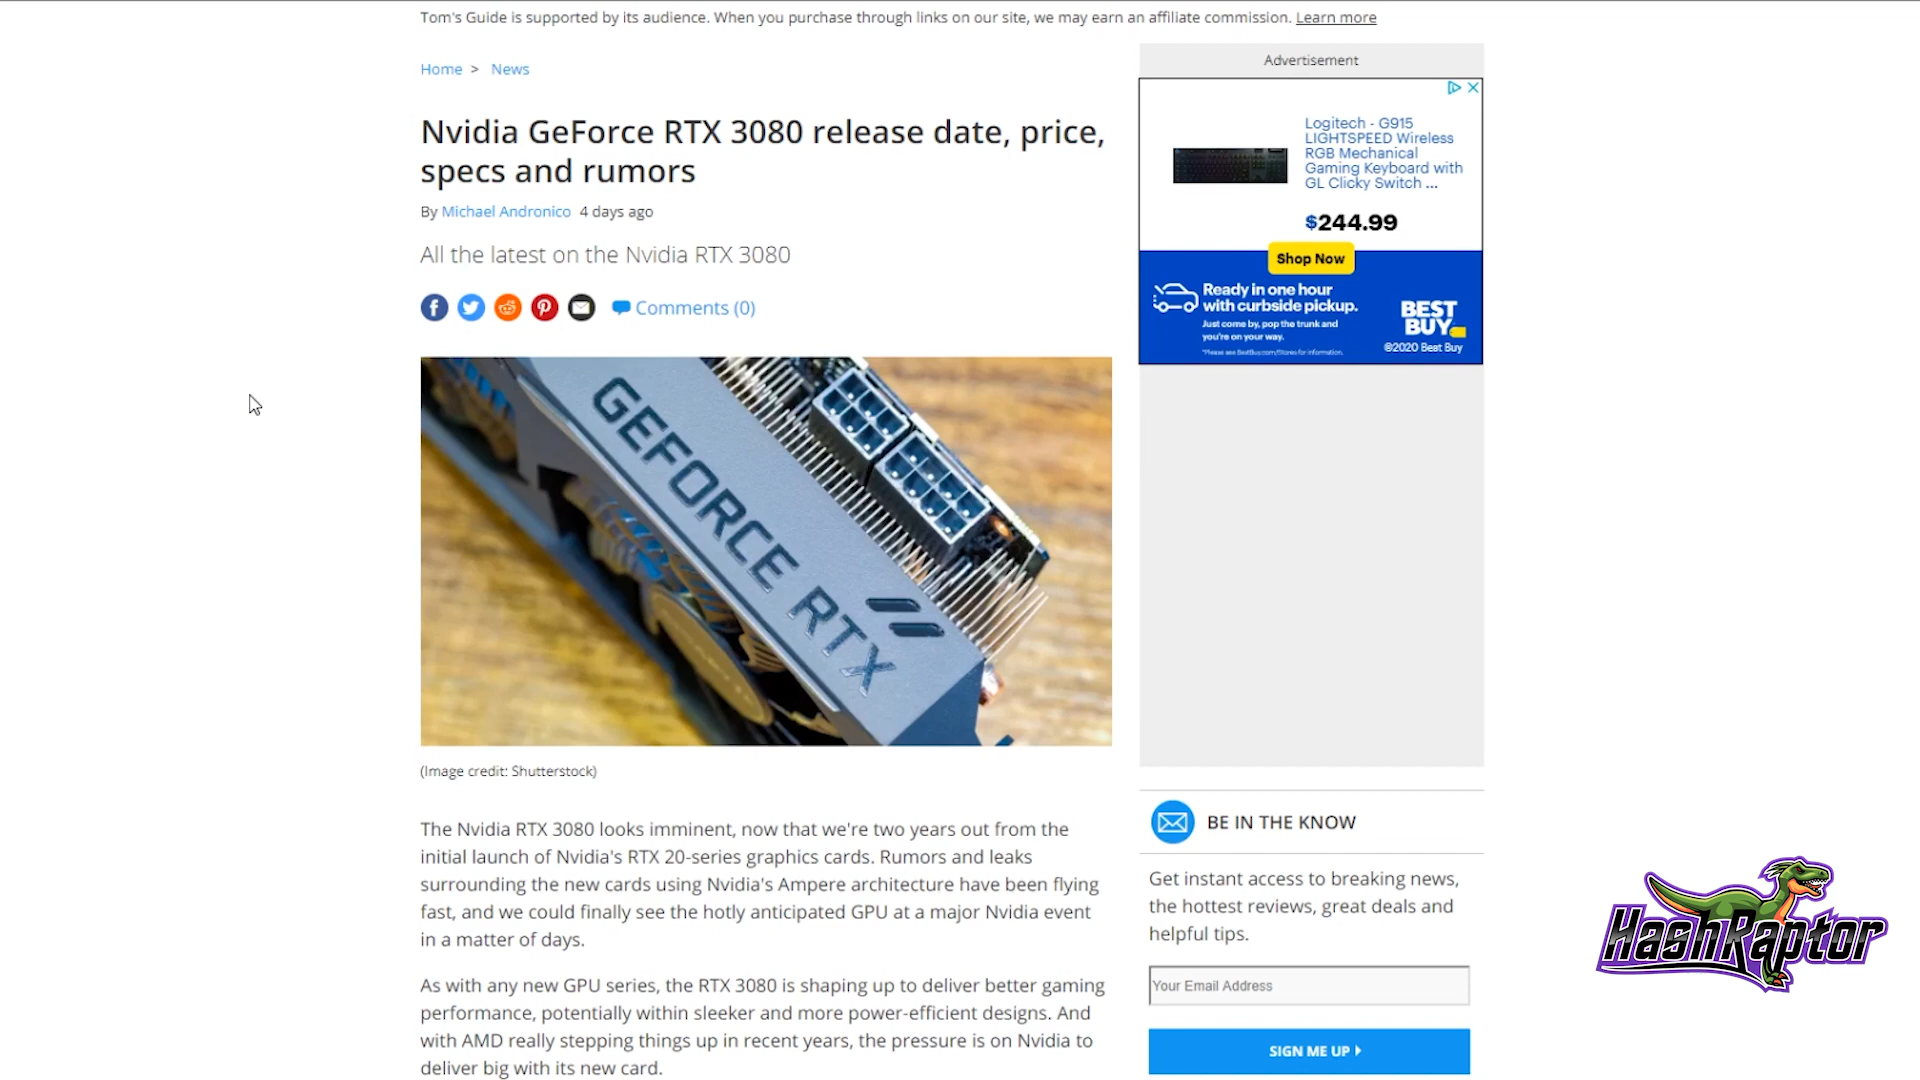 Tom's Guide is supported by its audience. When you purchase through links on our site, we may earn an affiliate commission. Learn more
Home > News
Nvidia GeForce RTX 3080 release date, price,
specs and rumors
By Michael Andronico 4 days ago
All the latest on the Nvidia RTX 3080
Comments (0)
GEFORCE RTX
(Image credit: Shutterstock)
The Nvidia RTX 3080 looks imminent, now that we're two years out from the
initial launch of Nvidia's RTX 20-series graphics cards. Rumors and leaks
surrounding the new cards using Nvidia's Ampere architecture have been flying
fast, and we could finally see the hotly anticipated GPU at a major Nvidia event
in a matter of days.
As with any new GPU series, the RTX 3080 is shaping up to deliver better gaming
performance, potentially within sleeker and more power-efficient designs. And
with AMD really stepping things up in recent years, the pressure is on Nvidia to
deliver big with its new card.
Advertisement
Logitech - G915
LIGHTSPEED Wireless
RGB Mechanical
Gaming Keyboard with
GL Clicky Switch ...
$244.99
Shop Now
Ready in one hour
with curbside pickup.
Just come by, pop the trunk and
you're on your way.
*Please see BestBuy.com/Stores for information.
BEST
BUY
©2020 Best Buy
BE IN THE KNOW
Get instant access to breaking news,
the hottest reviews, great deals and
helpful tips.
Your Email Address
SIGN ME UP
HashRaptor